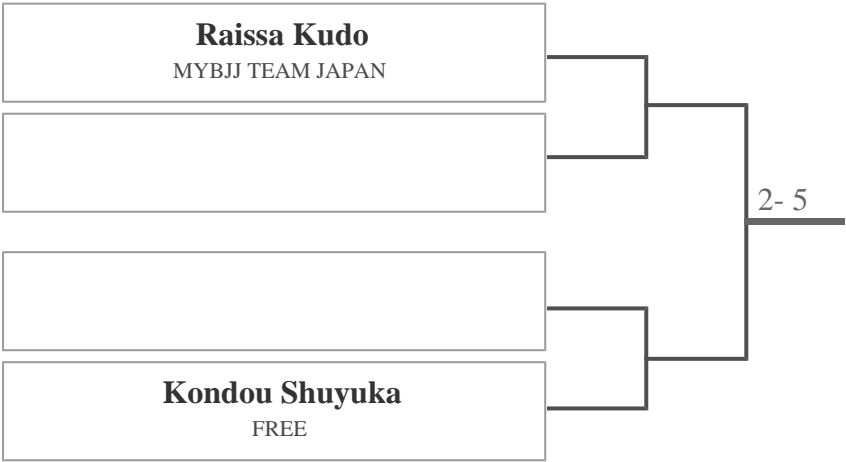 Raissa Kudo
MYBJJ TEAM JAPAN
2- 5
Kondou Shuyuka
FREE